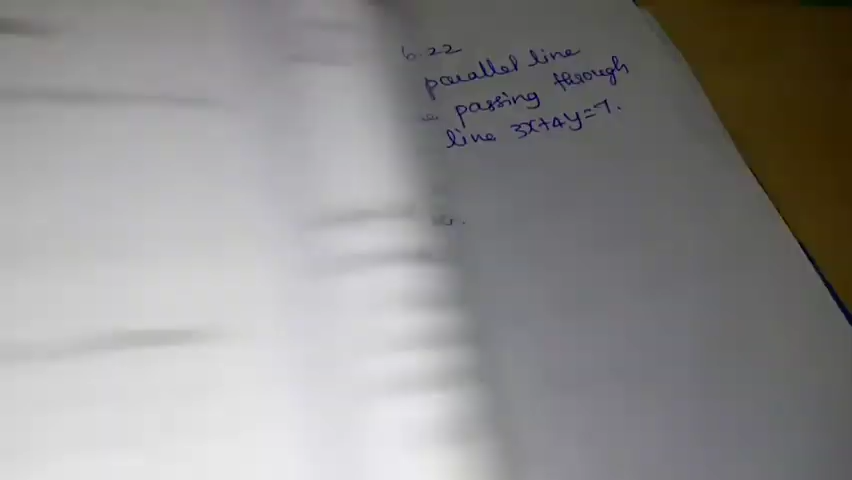 6.22
parallel line
passing through
line 3x+4y=7.